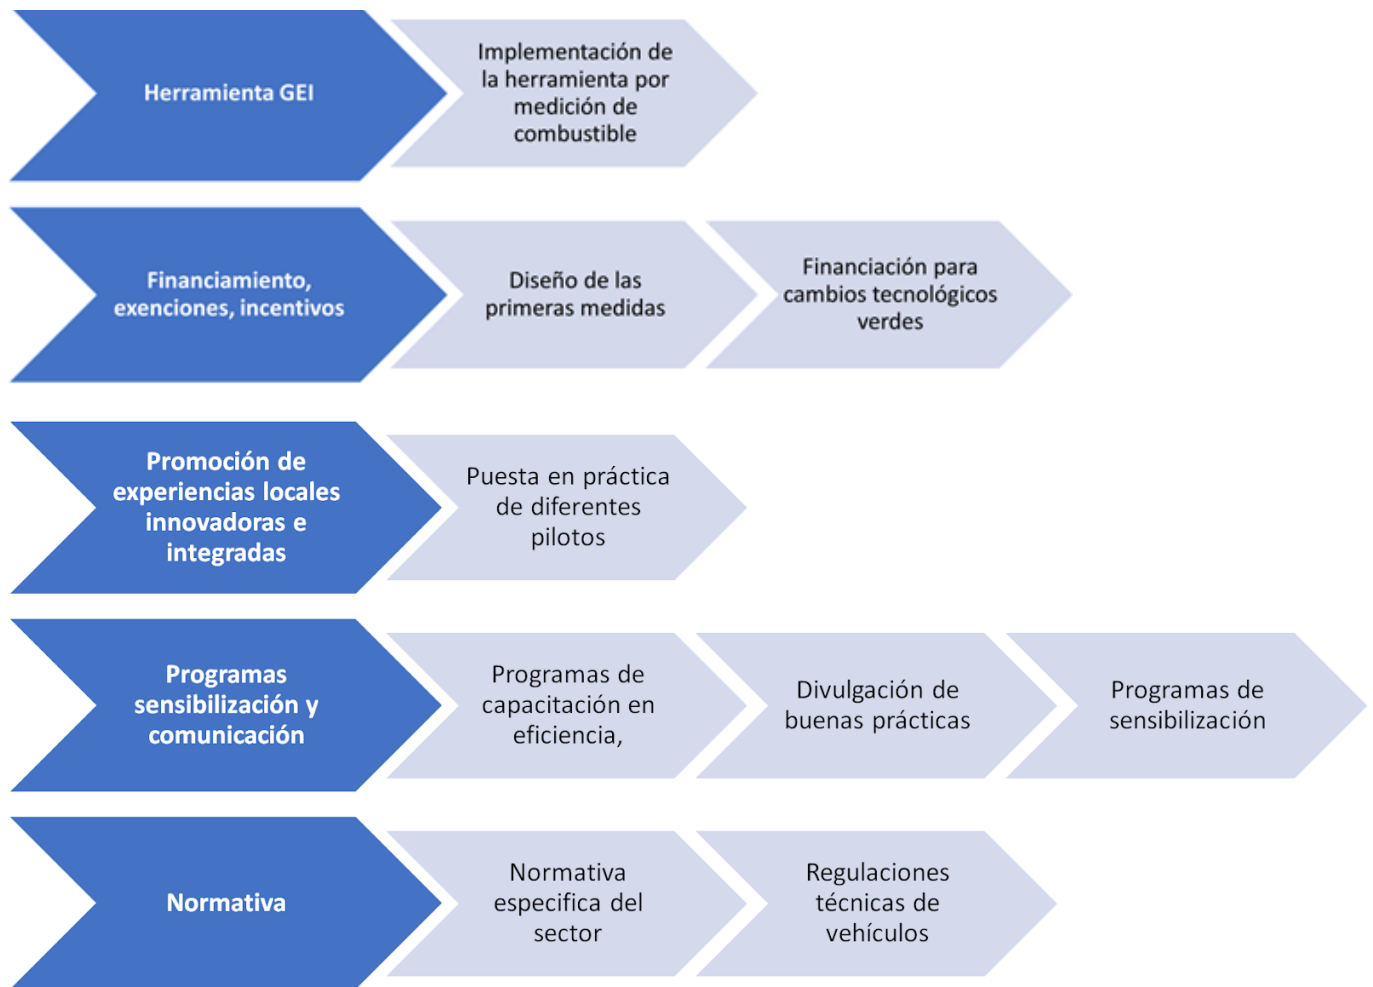 Herramienta GEI
Implementación de
la herramienta por
medición de
combustible
Financiamiento,
exenciones, incentivos
Diseño de las
primeras medidas
Financiación para
cambios tecnológicos
verdes
Promoción de
experiencias locales
innovadoras e
integradas
Puesta en práctica
de diferentes
pilotos
Programas
sensibilización y
comunicación
Programas de
capacitación en
eficiencia,
Divulgación de
buenas prácticas
Programas de
sensibilización
Normativa
Normativa
especifica del
sector
Regulaciones
técnicas de
vehículos